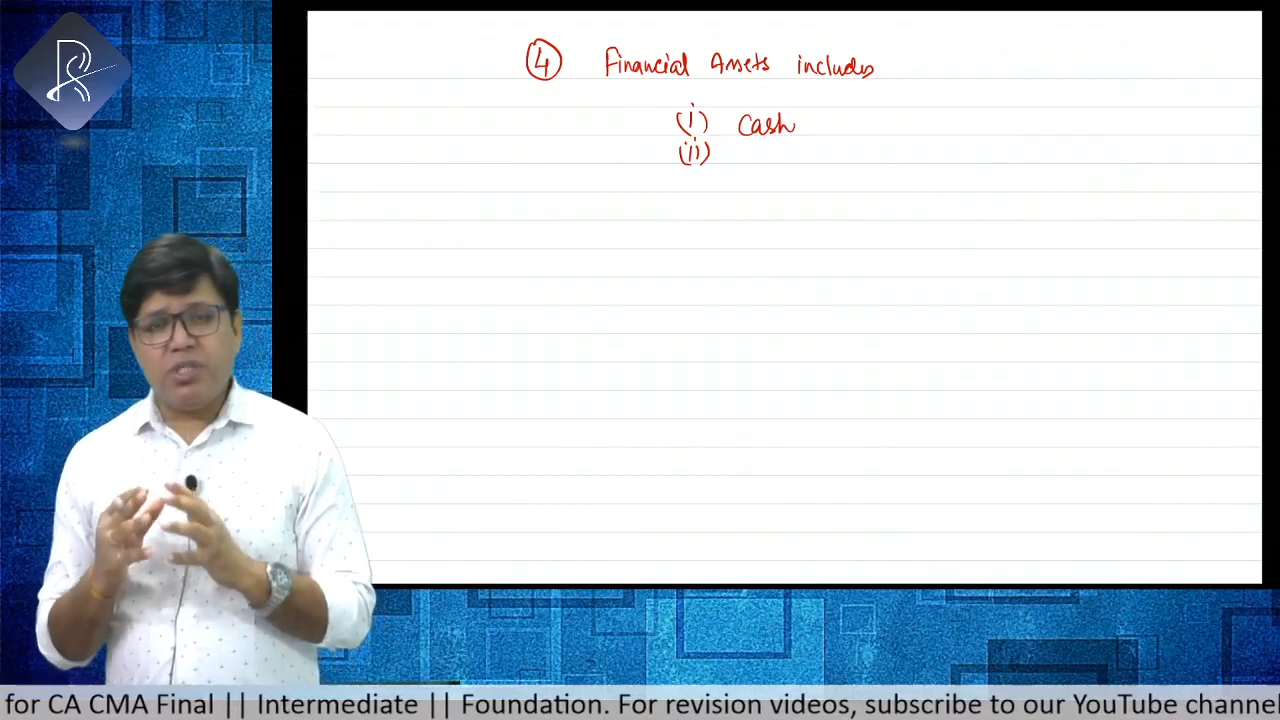 ④ Financial Assets includes
(i) Cash
(ii)
for CA CMA Final || Intermediate || Foundation. For revision videos, subscribe to our YouTube channel